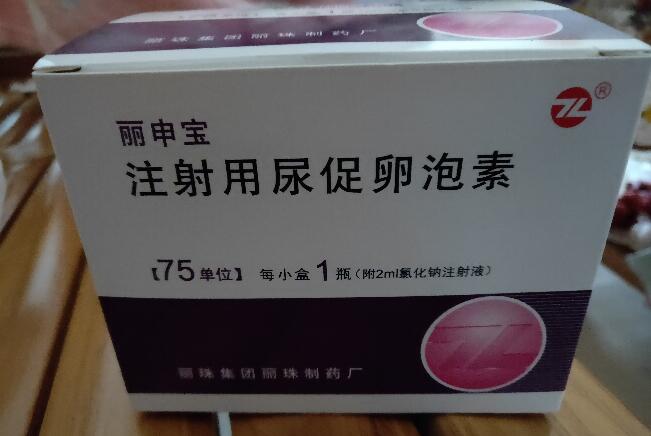 丽珠集团丽珠制药厂
丽申宝
®
注射用尿促卵泡素
【75单位】 每小盒1瓶（附2ml氯化钠注射液）
丽珠集团丽珠制药厂